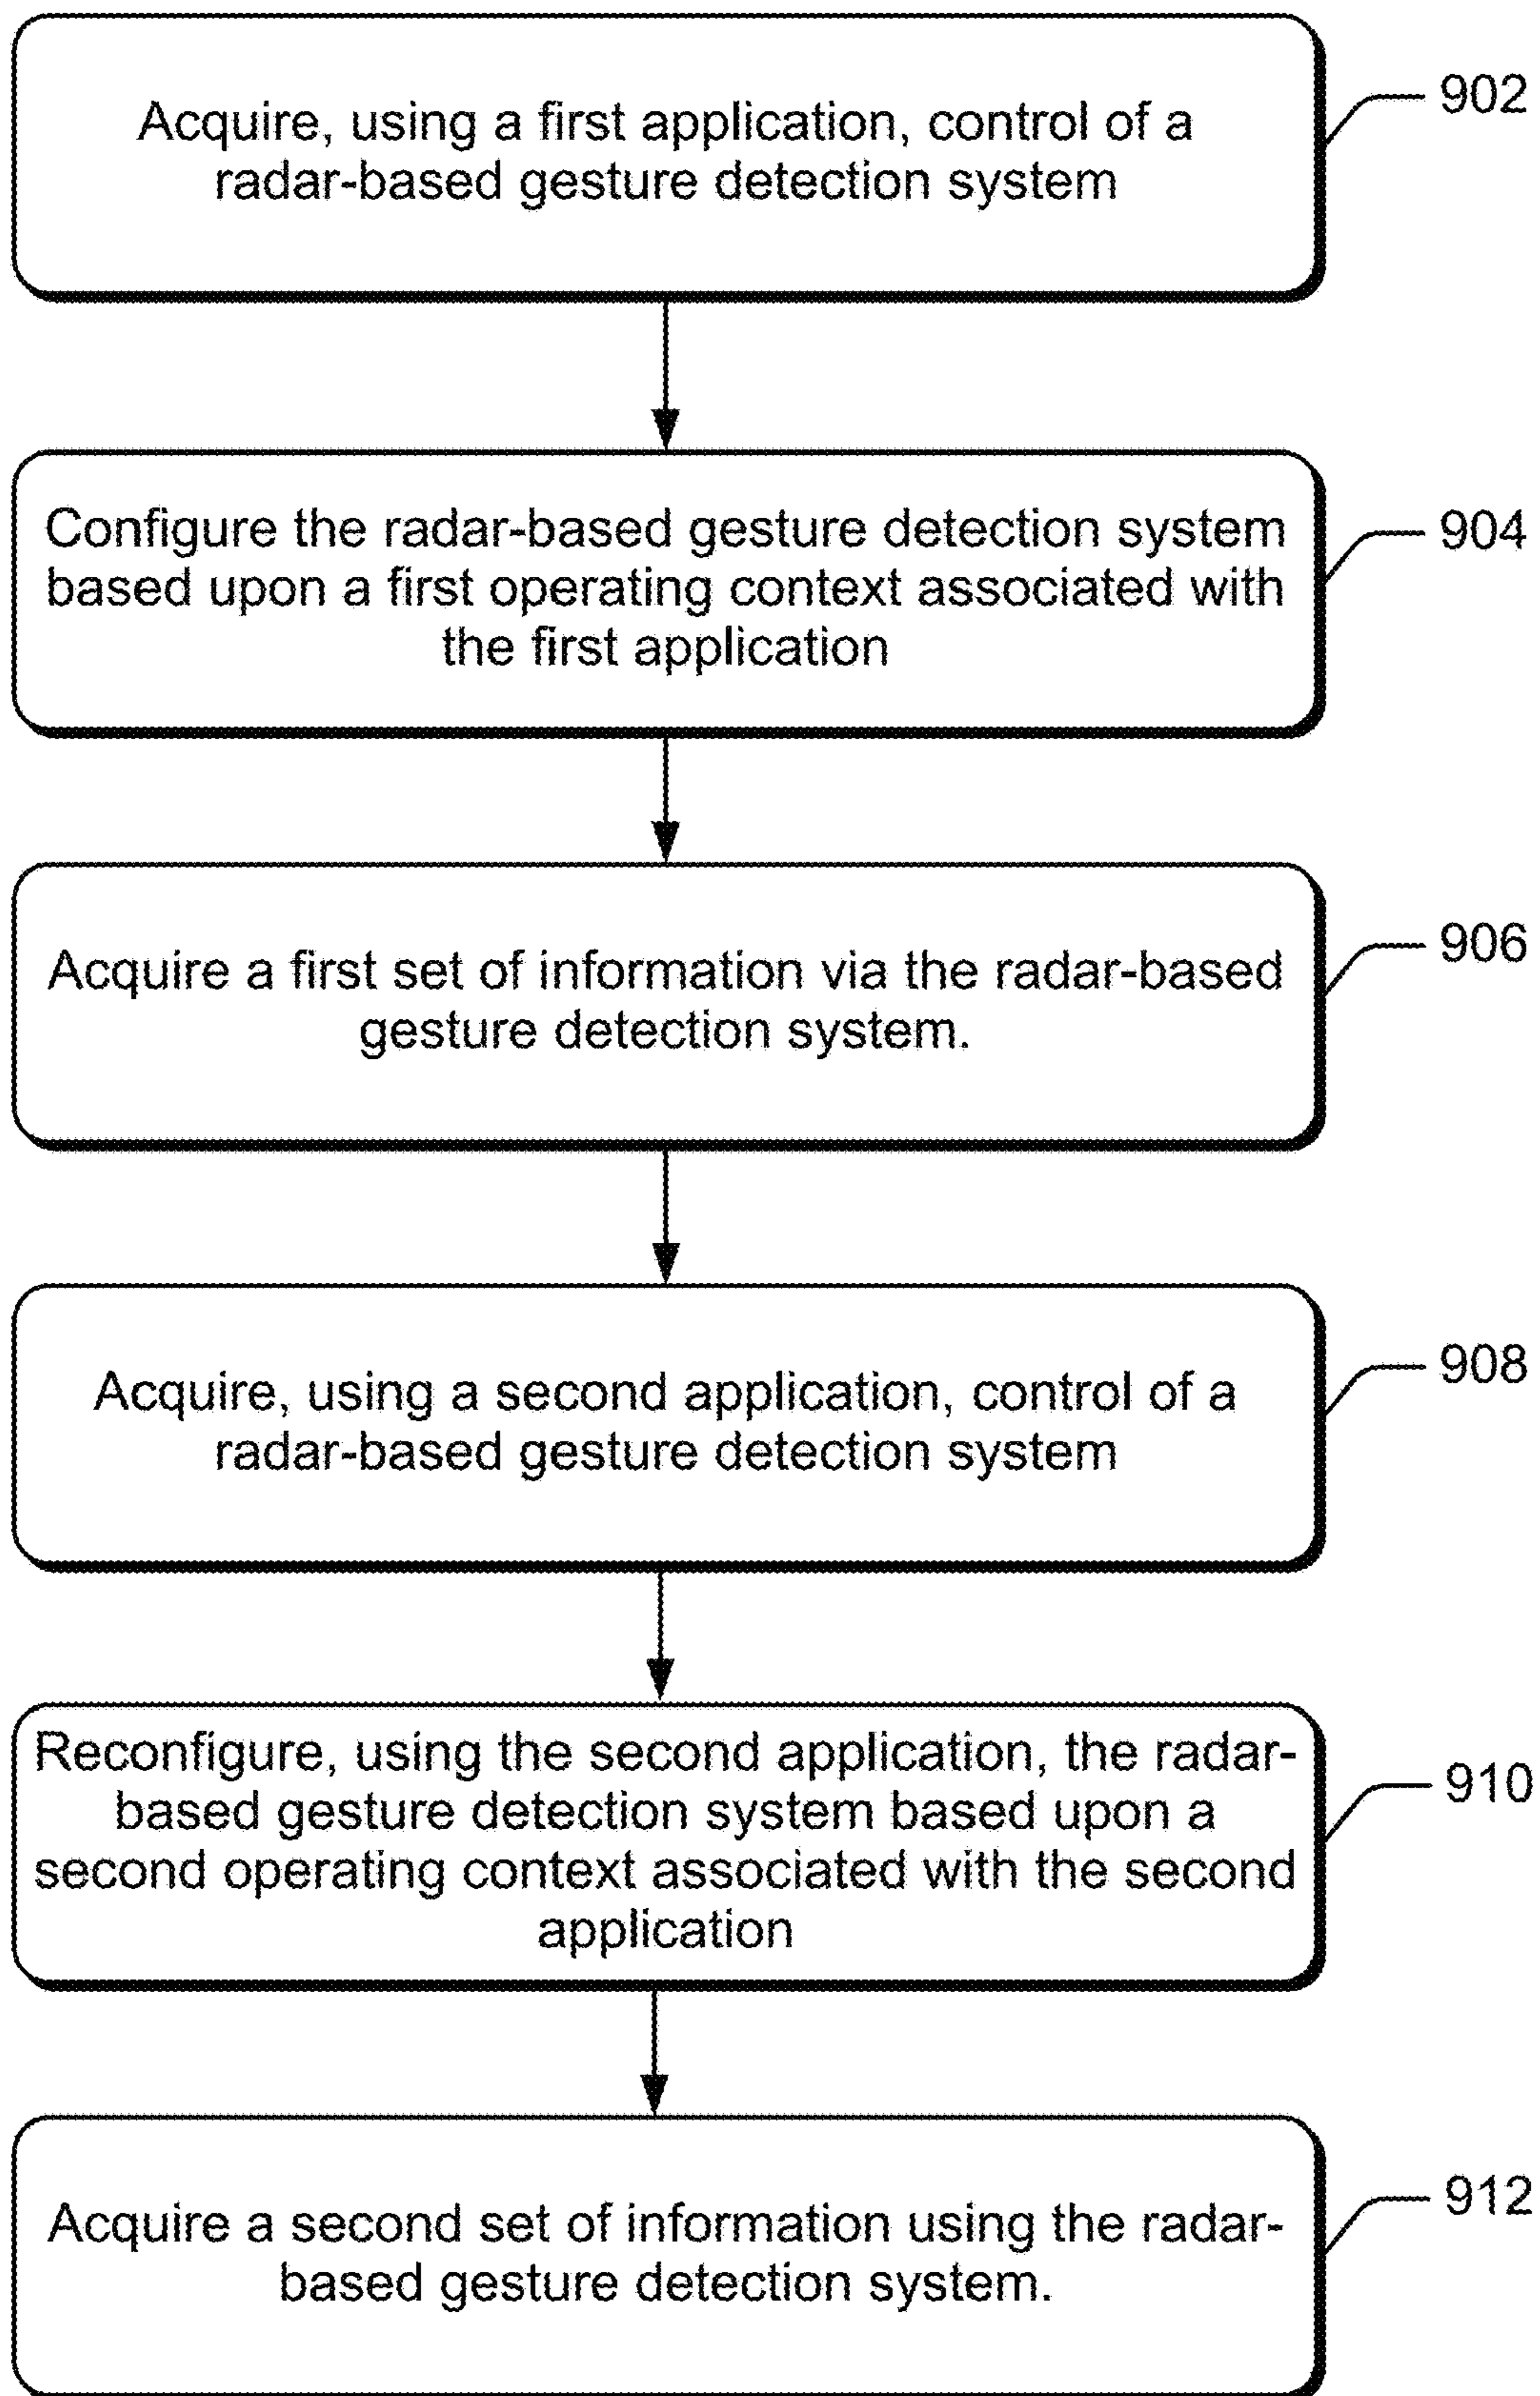 Acquire, using a first application, control of a
radar-based gesture detection system
902
Configure the radar-based gesture detection system
based upon a first operating context associated with
the first application
904
Acquire a first set of information via the radar-based
gesture detection system.
906
Acquire, using a second application, control of a
radar-based gesture detection system
908
Reconfigure, using the second application, the radar-
based gesture detection system based upon a
second operating context associated with the second
application
910
Acquire a second set of information using the radar-
based gesture detection system.
912